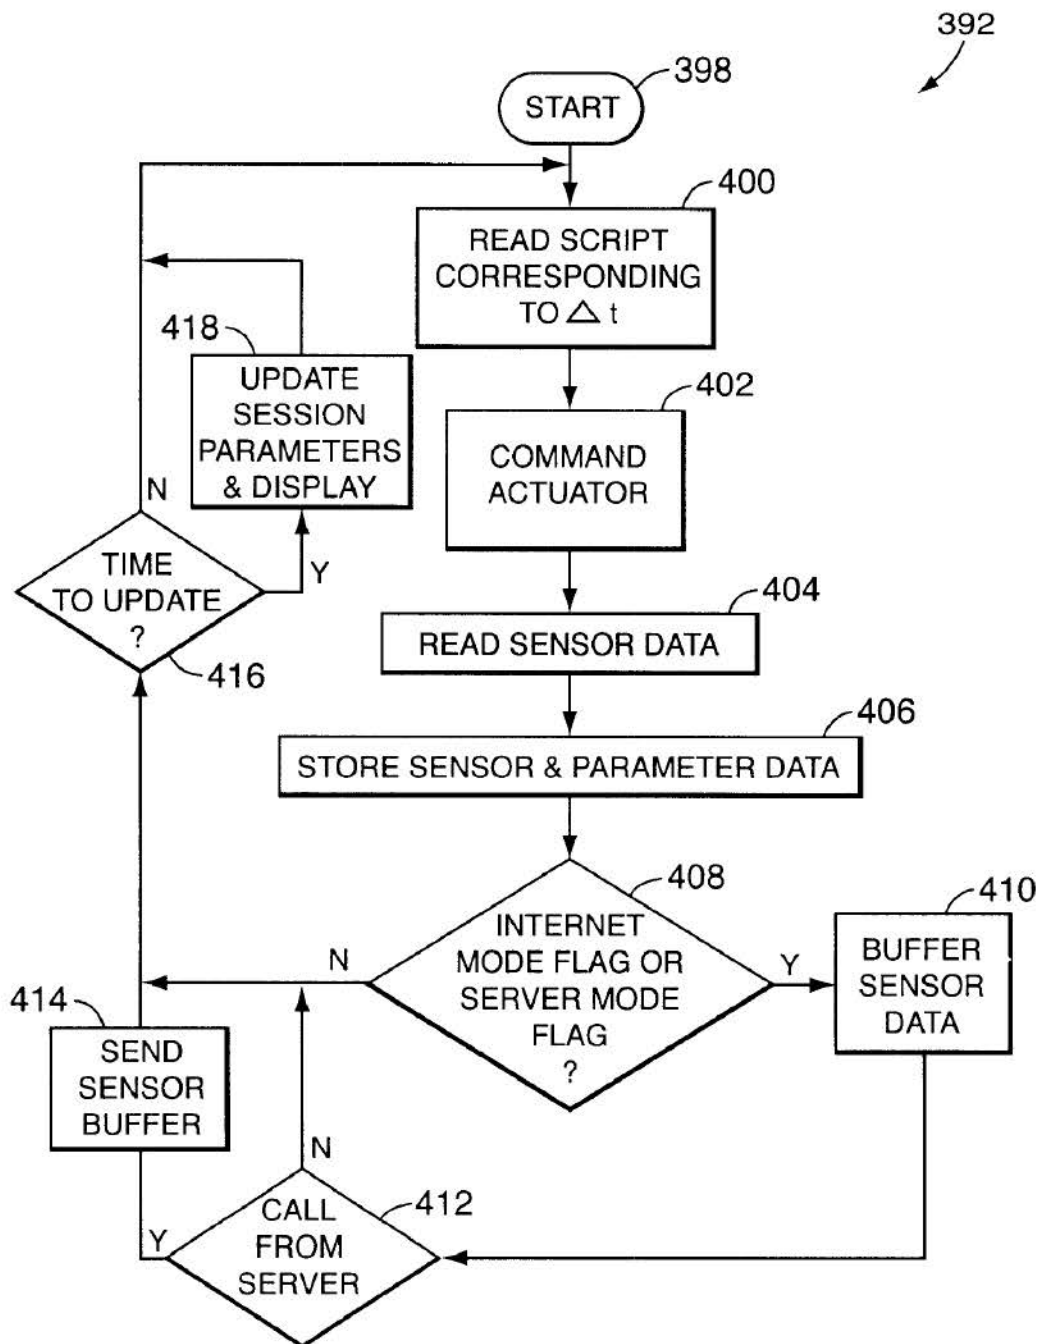 392
START
398
400
READ SCRIPT
CORRESPONDING
TO △ t
402
COMMAND
ACTUATOR
404
READ SENSOR DATA
406
STORE SENSOR & PARAMETER DATA
408
INTERNET
MODE FLAG OR
SERVER MODE
FLAG
?
N
Y
410
BUFFER
SENSOR
DATA
412
CALL
FROM
SERVER
N
Y
414
SEND
SENSOR
BUFFER
416
TIME
TO UPDATE
?
N
Y
418
UPDATE
SESSION
PARAMETERS
& DISPLAY